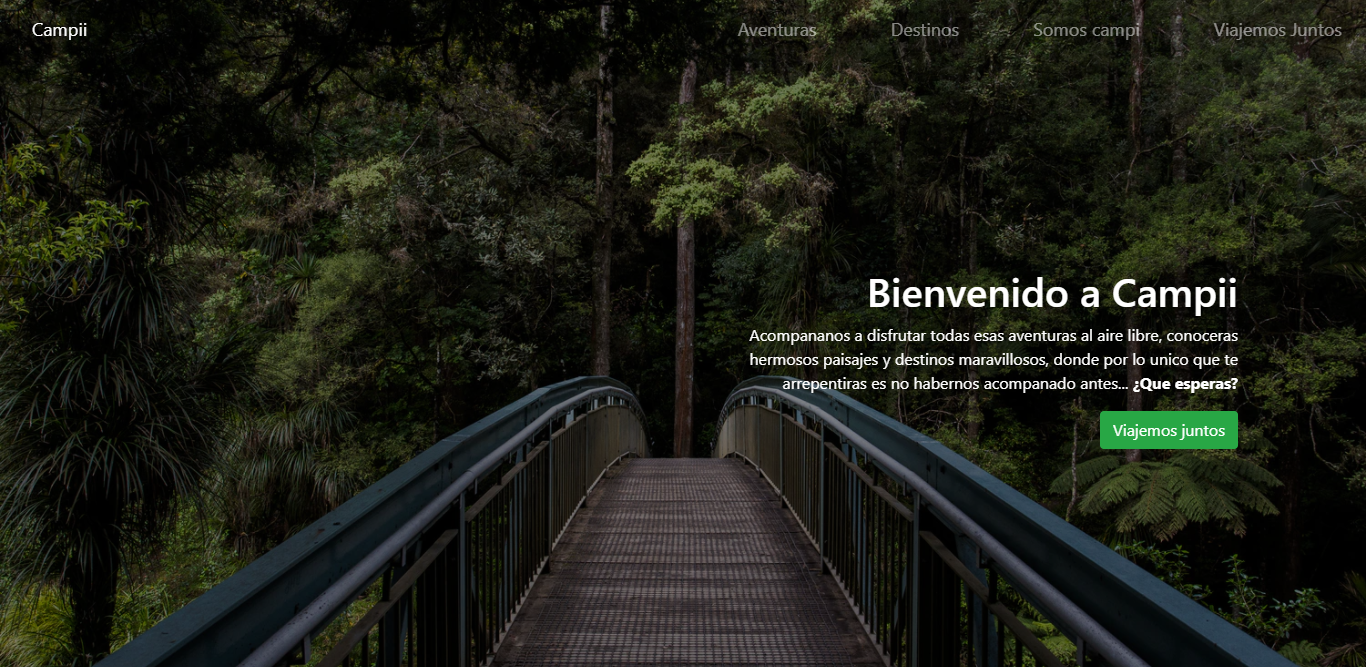 Campii
Aventuras
Destinos
Somos campi
Viajemos Juntos
Bienvenido a Campii
Acompananos a disfrutar todas esas aventuras al aire libre, conoceras
hermosos paisajes y destinos maravillosos, donde por lo unico que te
arrepentiras es no habernos acompanado antes... ¿Que esperas?
Viajemos juntos